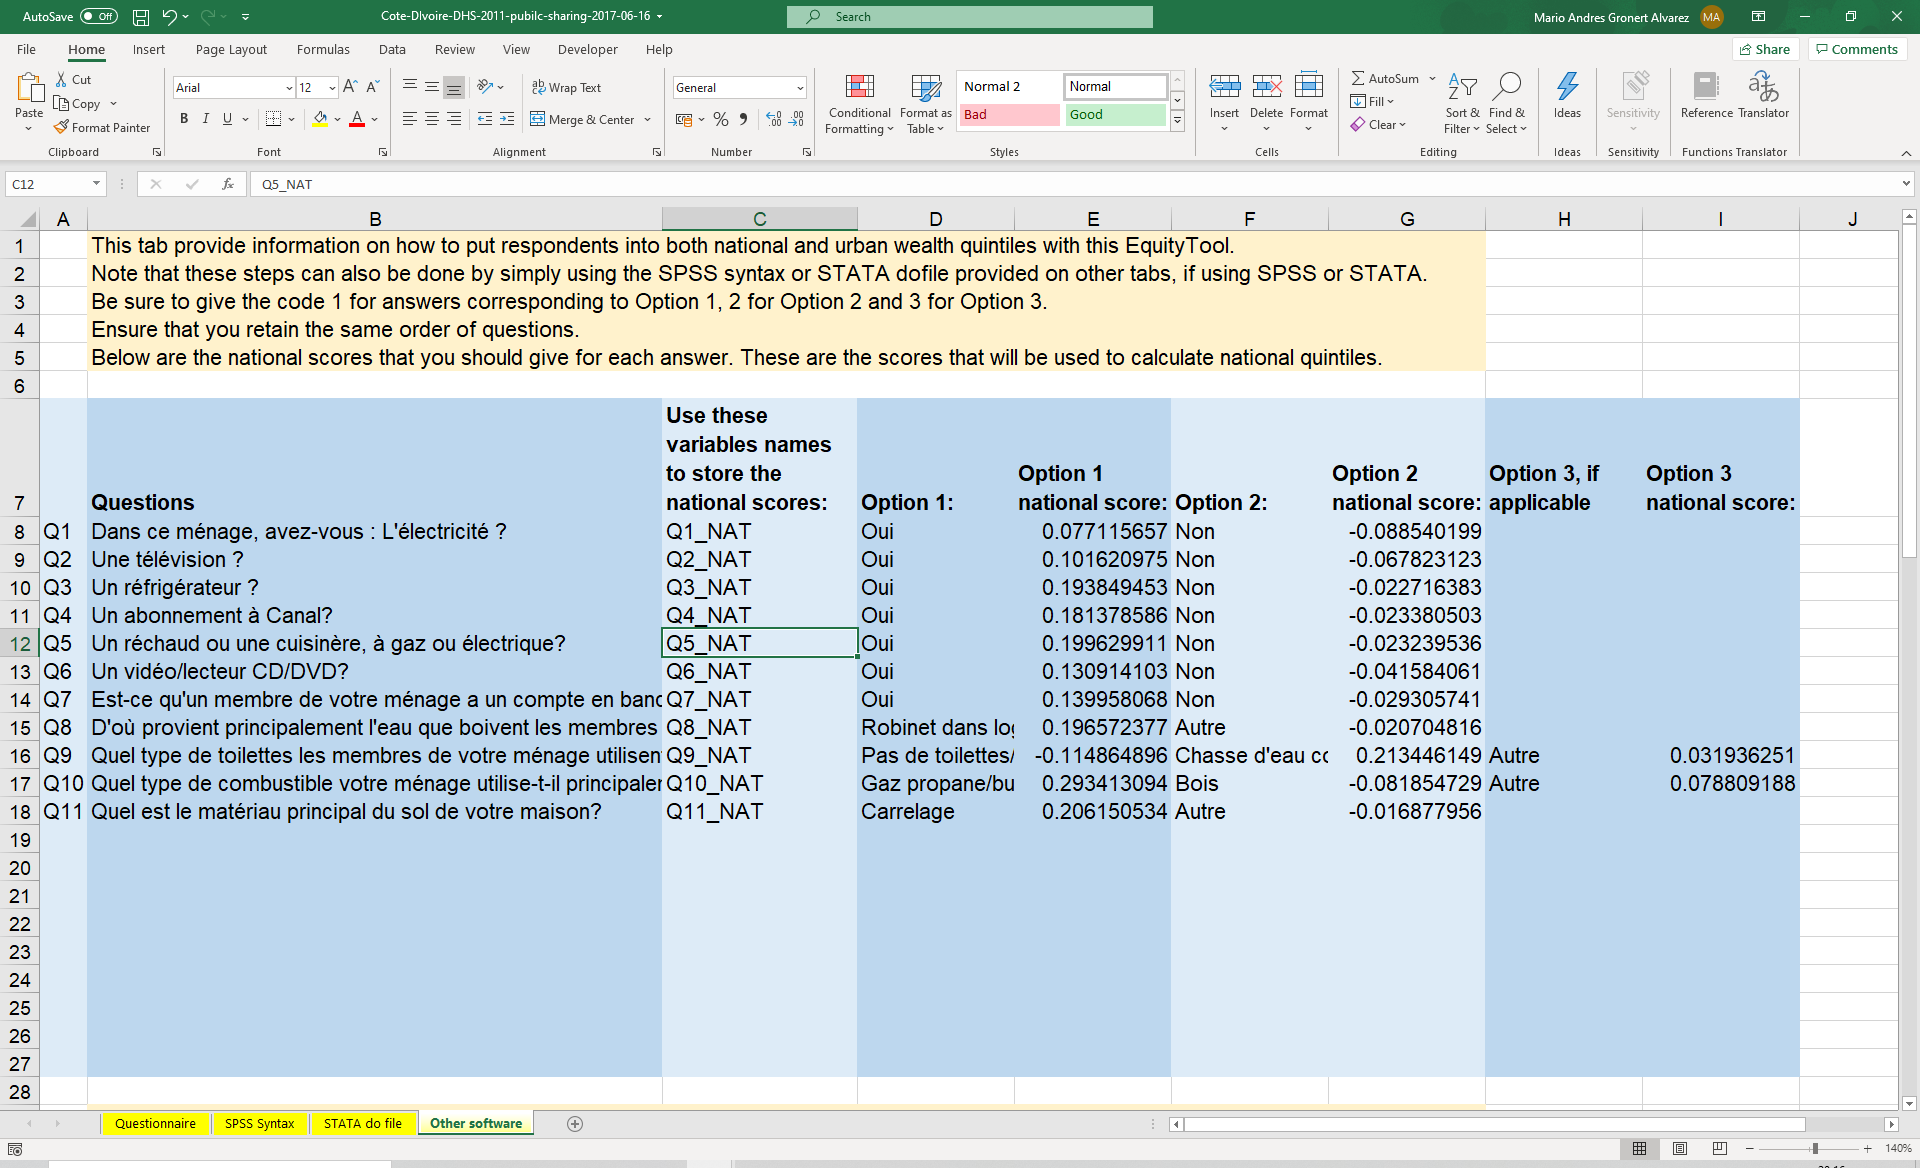 AutoSave Off Cote-DIvoire-DHS-2011-pubilc-sharing-2017-06-16 Search Mario Andres Gronert Alvarez MA
File Home Insert Page Layout Formulas Data Review View Developer Help Share Comments
Paste Cut Copy Format Painter Clipboard
Arial 12 A A B I U A Font
Wrap Text Merge & Center Alignment
General % Number
Conditional Formatting Format as Table Normal 2 Normal Bad Good Styles
Insert Delete Format Cells
AutoSum Fill Clear Sort & Filter Find & Select Editing
Ideas Ideas
Sensitivity Sensitivity
Reference Translator Functions Translator
C12 fx Q5_NAT
A B C D E F G H I J
1 This tab provide information on how to put respondents into both national and urban wealth quintiles with this EquityTool.
2 Note that these steps can also be done by simply using the SPSS syntax or STATA dofile provided on other tabs, if using SPSS or STATA.
3 Be sure to give the code 1 for answers corresponding to Option 1, 2 for Option 2 and 3 for Option 3.
4 Ensure that you retain the same order of questions.
5 Below are the national scores that you should give for each answer. These are the scores that will be used to calculate national quintiles.
6
7 Questions Use these variables names to store the national scores: Option 1: Option 1 national score: Option 2: Option 2 national score: Option 3, if applicable Option 3 national score:
8 Q1 Dans ce ménage, avez-vous : L'électricité ? Q1_NAT Oui 0.077115657 Non -0.088540199
9 Q2 Une télévision ? Q2_NAT Oui 0.101620975 Non -0.067823123
10 Q3 Un réfrigérateur ? Q3_NAT Oui 0.193849453 Non -0.022716383
11 Q4 Un abonnement à Canal? Q4_NAT Oui 0.181378586 Non -0.023380503
12 Q5 Un réchaud ou une cuisinère, à gaz ou électrique? Q5_NAT Oui 0.199629911 Non -0.023239536
13 Q6 Un vidéo/lecteur CD/DVD? Q6_NAT Oui 0.130914103 Non -0.041584061
14 Q7 Est-ce qu'un membre de votre ménage a un compte en banc Q7_NAT Oui 0.139958068 Non -0.029305741
15 Q8 D'où provient principalement l'eau que boivent les membres Q8_NAT Robinet dans log 0.196572377 Autre -0.020704816
16 Q9 Quel type de toilettes les membres de votre ménage utilisen Q9_NAT Pas de toilettes/ -0.114864896 Chasse d'eau co 0.213446149 Autre 0.031936251
17 Q10 Quel type de combustible votre ménage utilise-t-il principaler Q10_NAT Gaz propane/bu 0.293413094 Bois -0.081854729 Autre 0.078809188
18 Q11 Quel est le matériau principal du sol de votre maison? Q11_NAT Carrelage 0.206150534 Autre -0.016877956
19
20
21
22
23
24
25
26
27
28
Questionnaire SPSS Syntax STATA do file Other software
140%